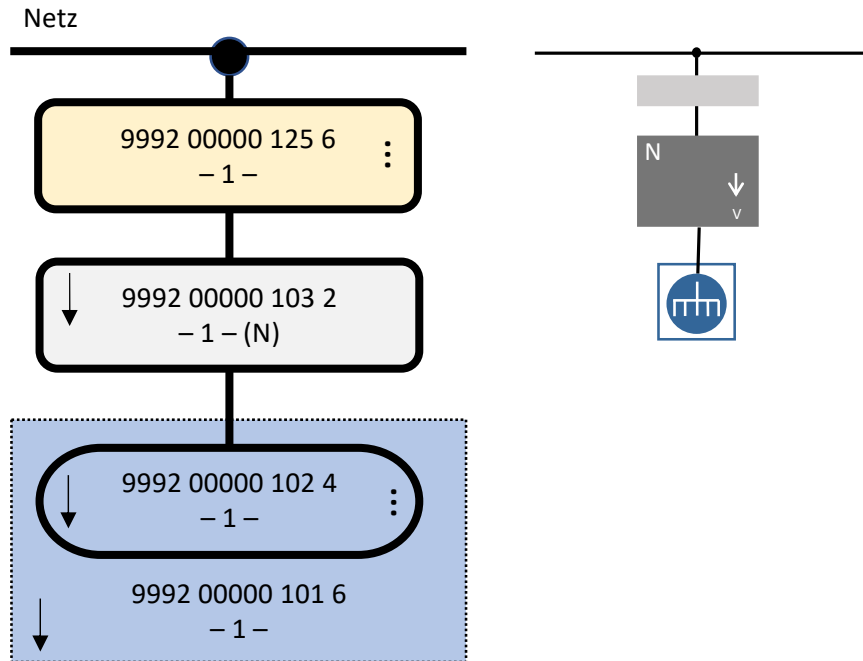 Netz
9992 00000 125 6
– 1 –
9992 00000 103 2
– 1 – (N)
9992 00000 102 4
– 1 –
9992 00000 101 6
– 1 –
N
v